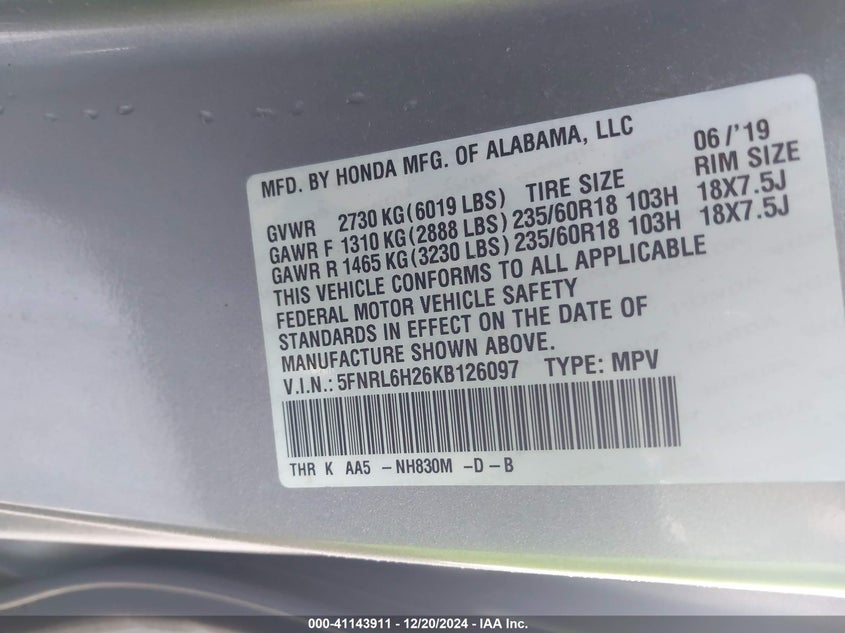 MFD. BY HONDA MFG. OF ALABAMA, LLC 06/'19
GVWR 2730 KG(6019 LBS) TIRE SIZE RIM SIZE
GAWR F 1310 KG(2888 LBS) 235/60R18 103H 18X7.5J
GAWR R 1465 KG(3230 LBS) 235/60R18 103H 18X7.5J
THIS VEHICLE CONFORMS TO ALL APPLICABLE
FEDERAL MOTOR VEHICLE SAFETY
STANDARDS IN EFFECT ON THE DATE OF
MANUFACTURE SHOWN ABOVE.
V.I.N.: 5FNRL6H26KB126097 TYPE: MPV
THR K AA5 -NH830M -D-B
000-41143911 - 12/20/2024 - IAA Inc.